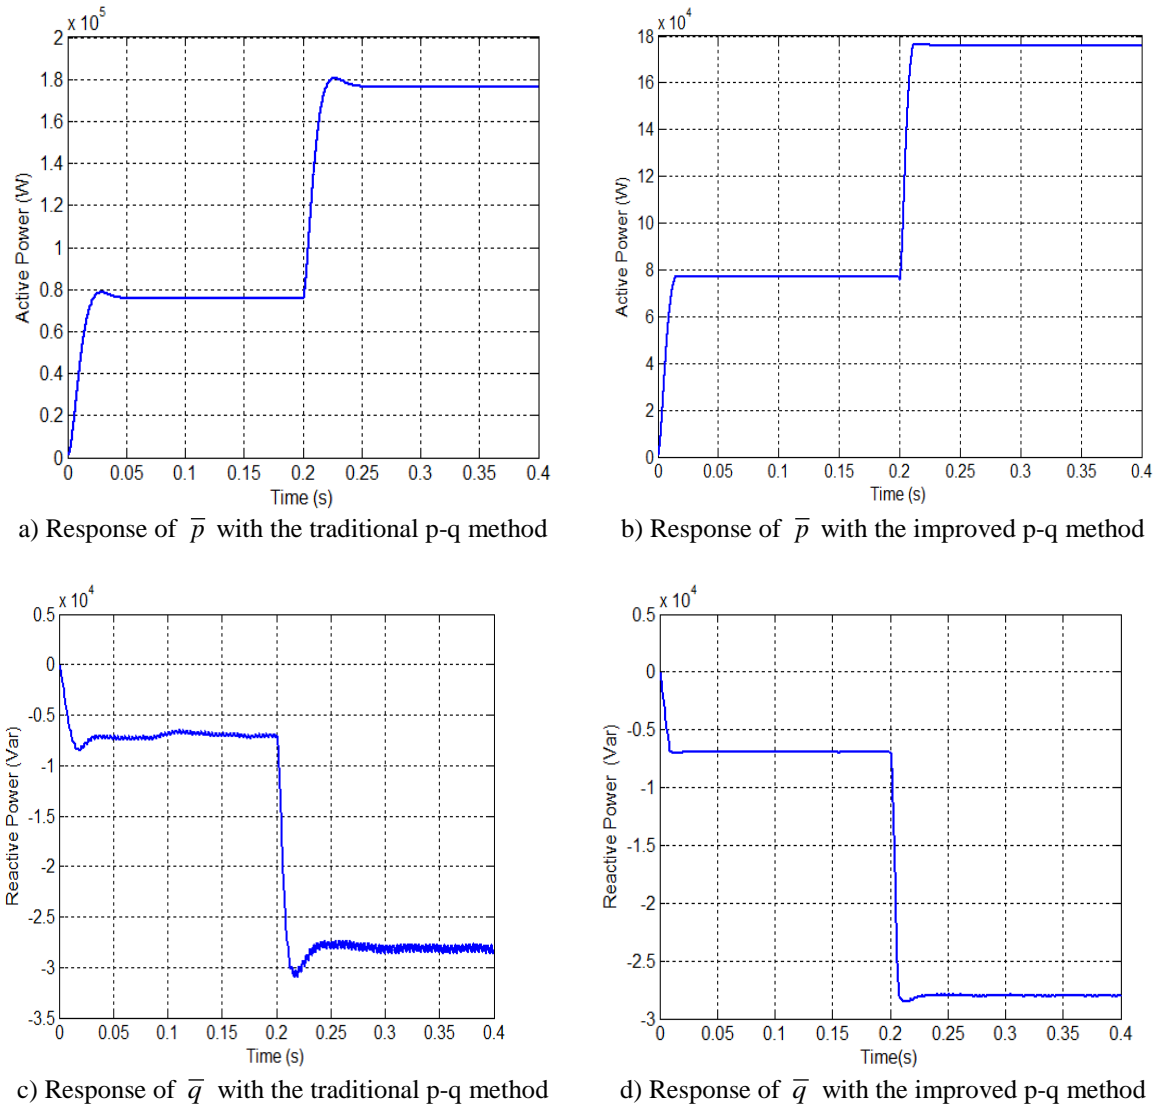 x 10^5
2
1.8
1.6
1.4
1.2
1
0.8
0.6
0.4
0.2
0
0 0.05 0.1 0.15 0.2 0.25 0.3 0.35 0.4
Active Power (W)
Time (s)
a) Response of p̅ with the traditional p-q method
x 10^4
18
16
14
12
10
8
6
4
2
0
0 0.05 0.1 0.15 0.2 0.25 0.3 0.35 0.4
Active Power (W)
Time (s)
b) Response of p̅ with the improved p-q method
x 10^4
0.5
0
-0.5
-1
-1.5
-2
-2.5
-3
-3.5
0 0.05 0.1 0.15 0.2 0.25 0.3 0.35 0.4
Reactive Power (Var)
Time (s)
c) Response of q̅ with the traditional p-q method
x 10^4
0.5
0
-0.5
-1
-1.5
-2
-2.5
-3
0 0.05 0.1 0.15 0.2 0.25 0.3 0.35 0.4
Reactive Power (Var)
Time(s)
d) Response of q̅ with the improved p-q method